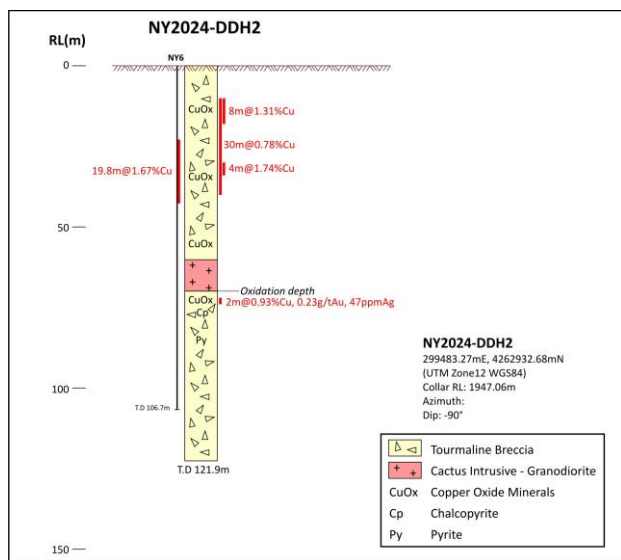 NY2024-DDH2
RL(m)
NY6
0
CuOx
8m@1.31%Cu
30m@0.78%Cu
19.8m@1.67%Cu
CuOx
4m@1.74%Cu
50
CuOx
Oxidation depth
CuOx
2m@0.93%Cu, 0.23g/tAu, 47ppmAg
Cp
Py
NY2024-DDH2
299483.27mE, 4262932.68mN
(UTM Zone12 WGS84)
Collar RL: 1947.06m
Azimuth:
Dip: -90°
100
T.D 106.7m
T.D 121.9m
Tourmaline Breccia
Cactus Intrusive - Granodiorite
CuOx Copper Oxide Minerals
Cp Chalcopyrite
Py Pyrite
150